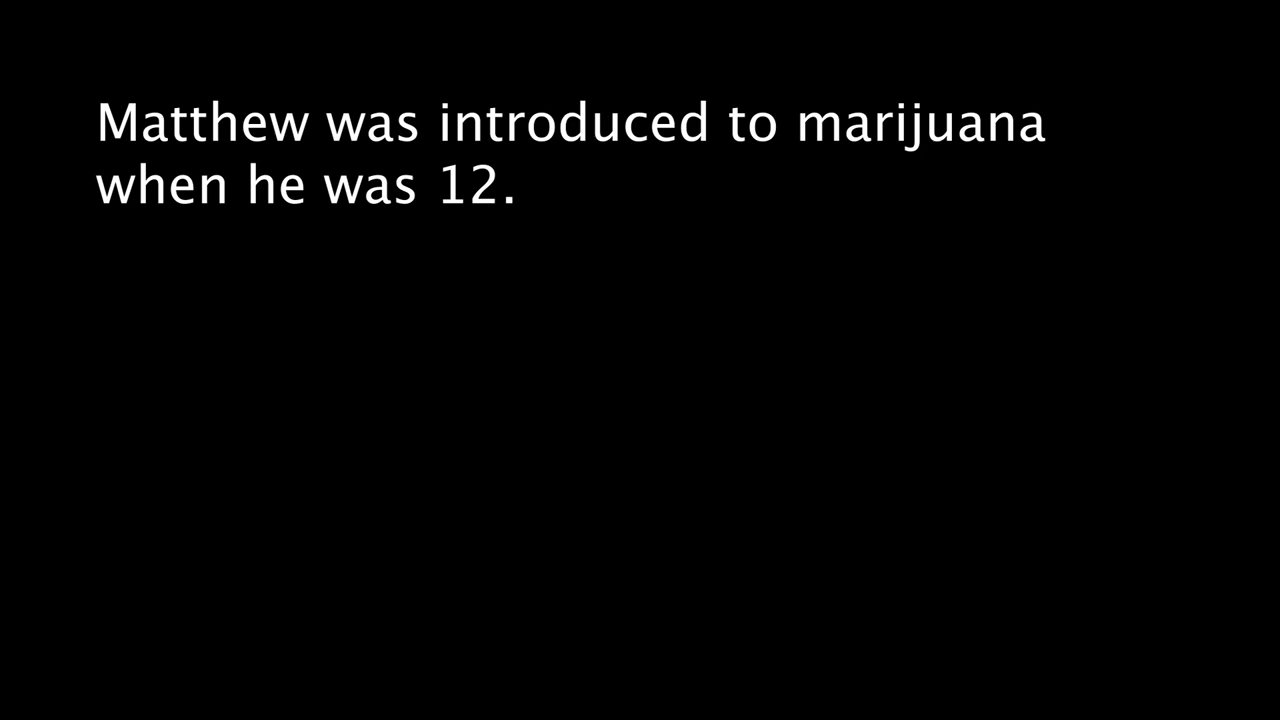 Matthew was introduced to marijuana
when he was 12.